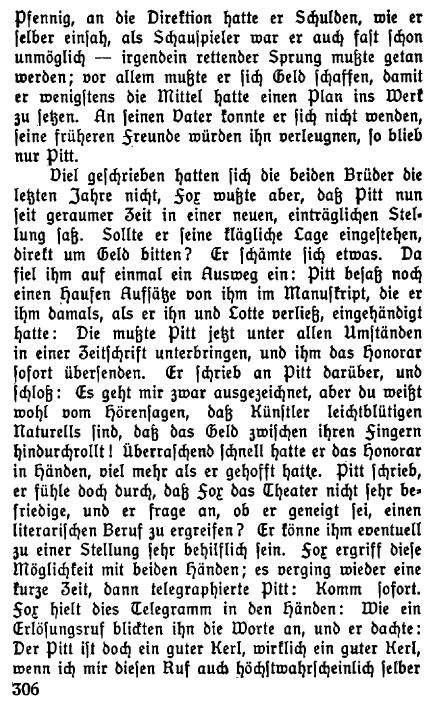 Pfennig, an die Direktion hatte er Schulden, wie er
selber einsah, als Schauspieler war er auch fast schon
unmöglich — irgendein rettender Sprung mußte getan
werden; vor allem mußte er sich Geld schaffen, damit
er wenigstens die Mittel hatte einen Plan ins Werk
zu setzen. An seinen Vater konnte er sich nicht wenden,
seine früheren Freunde würden ihn verleugnen, so blieb
nur Pitt.
Viel geschrieben hatten sich die beiden Brüder die
letzten Jahre nicht, Fox wußte aber, daß Pitt nun
seit geraumer Zeit in einer neuen, einträglichen Stel-
lung saß. Sollte er seine klägliche Lage eingestehen,
direkt um Geld bitten? Er schämte sich etwas. Da
fiel ihm auf einmal ein Ausweg ein: Pitt besaß noch
einen Haufen Aufsätze von ihm im Manuskript, die er
ihm damals, als er ihn und Lotte verließ, eingehändigt
hatte: Die mußte Pitt jetzt unter allen Umständen
in einer Zeitschrift unterbringen, und ihm das Honorar
sofort übersenden. Er schrieb an Pitt darüber, und
schloß: Es geht mir zwar ausgezeichnet, aber du weißt
wohl vom Hörensagen, daß Künstler leichtblütigen
Naturells sind, daß das Geld zwischen ihren Fingern
hindurchrollt! Überraschend schnell hatte er das Honorar
in Händen, viel mehr als er gehofft hatte. Pitt schrieb,
er fühle doch durch, daß Fox das Theater nicht sehr be-
friedige, und er frage an, ob er geneigt sei, einen
literarischen Beruf zu ergreifen? Er könne ihm eventuell
zu einer Stellung sehr behilflich sein. Fox ergriff diese
Möglichkeit mit beiden Händen; es verging wieder eine
kurze Zeit, dann telegraphierte Pitt: Komm sofort.
Fox hielt dies Telegramm in den Händen: Wie ein
Erlösungsruf blickten ihn die Worte an, und er dachte:
Der Pitt ist doch ein guter Kerl, wirklich ein guter Kerl,
wenn ich mir diesen Ruf auch höchstwahrscheinlich selber
306